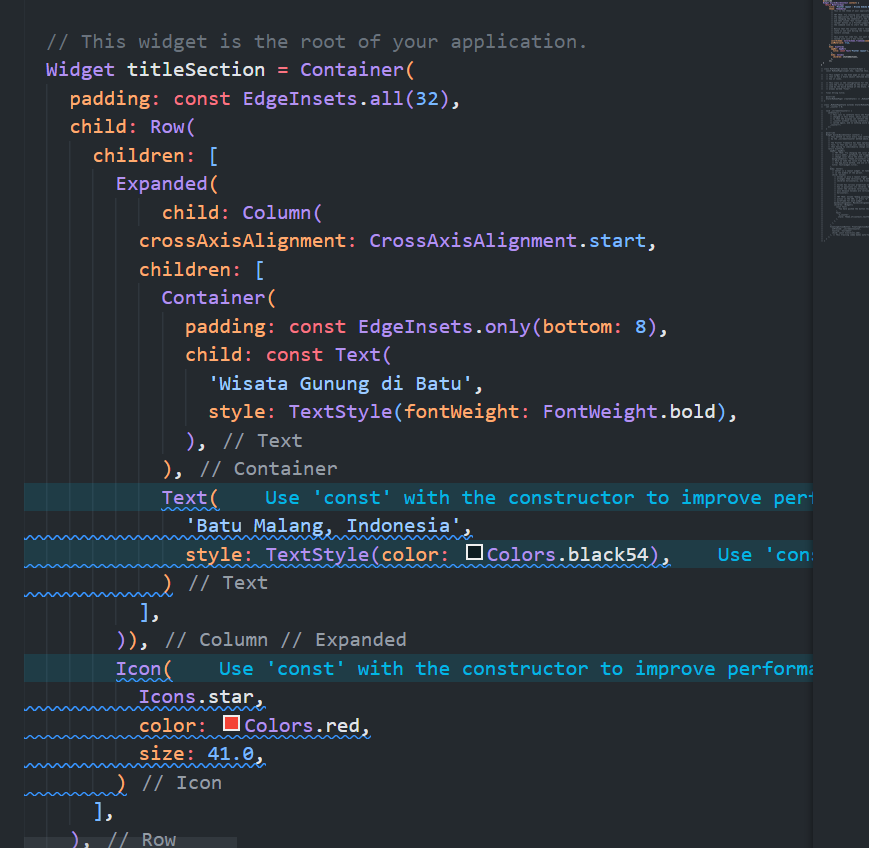 // This widget is the root of your application.
Widget titleSection = Container(
padding: const EdgeInsets.all(32),
child: Row(
children: [
Expanded(
child: Column(
crossAxisAlignment: CrossAxisAlignment.start,
children: [
Container(
padding: const EdgeInsets.only(bottom: 8),
child: const Text(
'Wisata Gunung di Batu',
style: TextStyle(fontWeight: FontWeight.bold),
), // Text
), // Container
Text( Use 'const' with the constructor to improve per
'Batu Malang, Indonesia',
style: TextStyle(color: Colors.black54), Use 'con
) // Text
],
)), // Column // Expanded
Icon( Use 'const' with the constructor to improve performa
Icons.star,
color: Colors.red,
size: 41.0,
) // Icon
],
), // Row